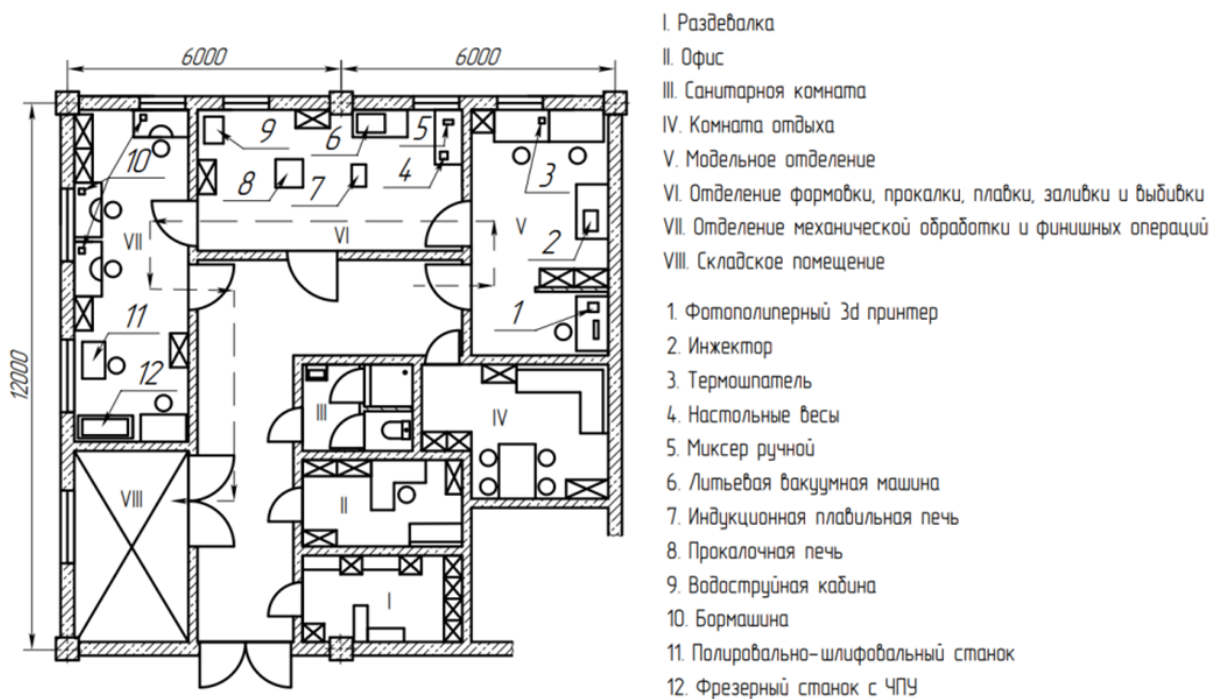 6000
6000
12000
10
9
6
5
4
3
8
7
VII
VI
V
2
11
1
12
III
IV
VIII
II
I
I. Раздевалка
II. Офис
III. Санитарная комната
IV. Комната отдыха
V. Модельное отделение
VI. Отделение формовки, прокалки, плавки, заливки и выбивки
VII. Отделение механической обработки и финишных операций
VIII. Складское помещение
1. Фотополиперный 3d принтер
2. Инжектор
3. Термошпатель
4. Настольные весы
5. Миксер ручной
6. Литьевая вакуумная машина
7. Индукционная плавильная печь
8. Прокалочная печь
9. Водоструйная кабина
10. Бормашина
11. Полировально-шлифовальный станок
12. Фрезерный станок с ЧПУ